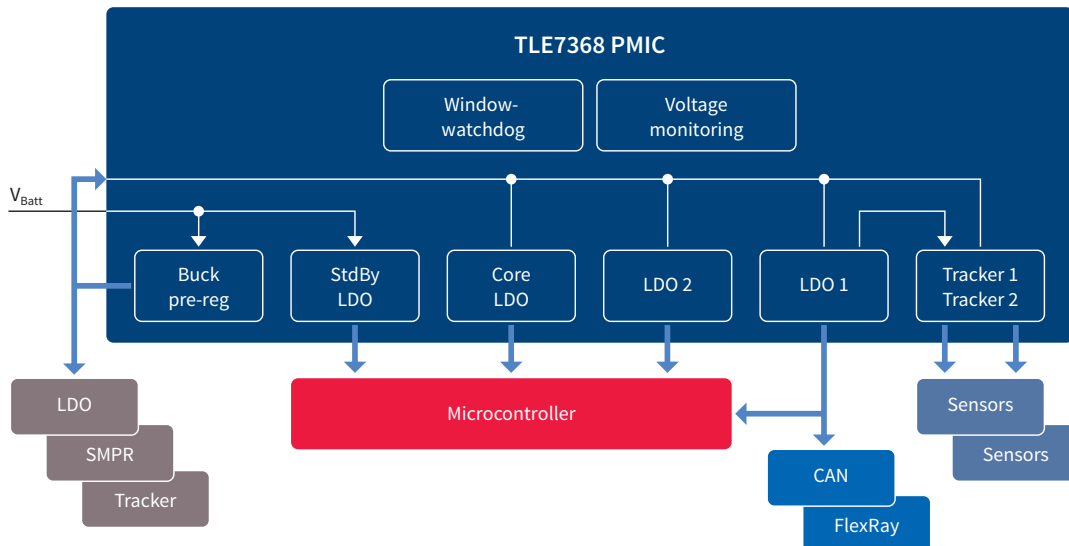 TLE7368 PMIC
Window-
watchdog
Voltage
monitoring
VBatt
Buck
pre-reg
StdBy
LDO
Core
LDO
LDO 2
LDO 1
Tracker 1
Tracker 2
LDO
SMPR
Tracker
Microcontroller
CAN
FlexRay
Sensors
Sensors